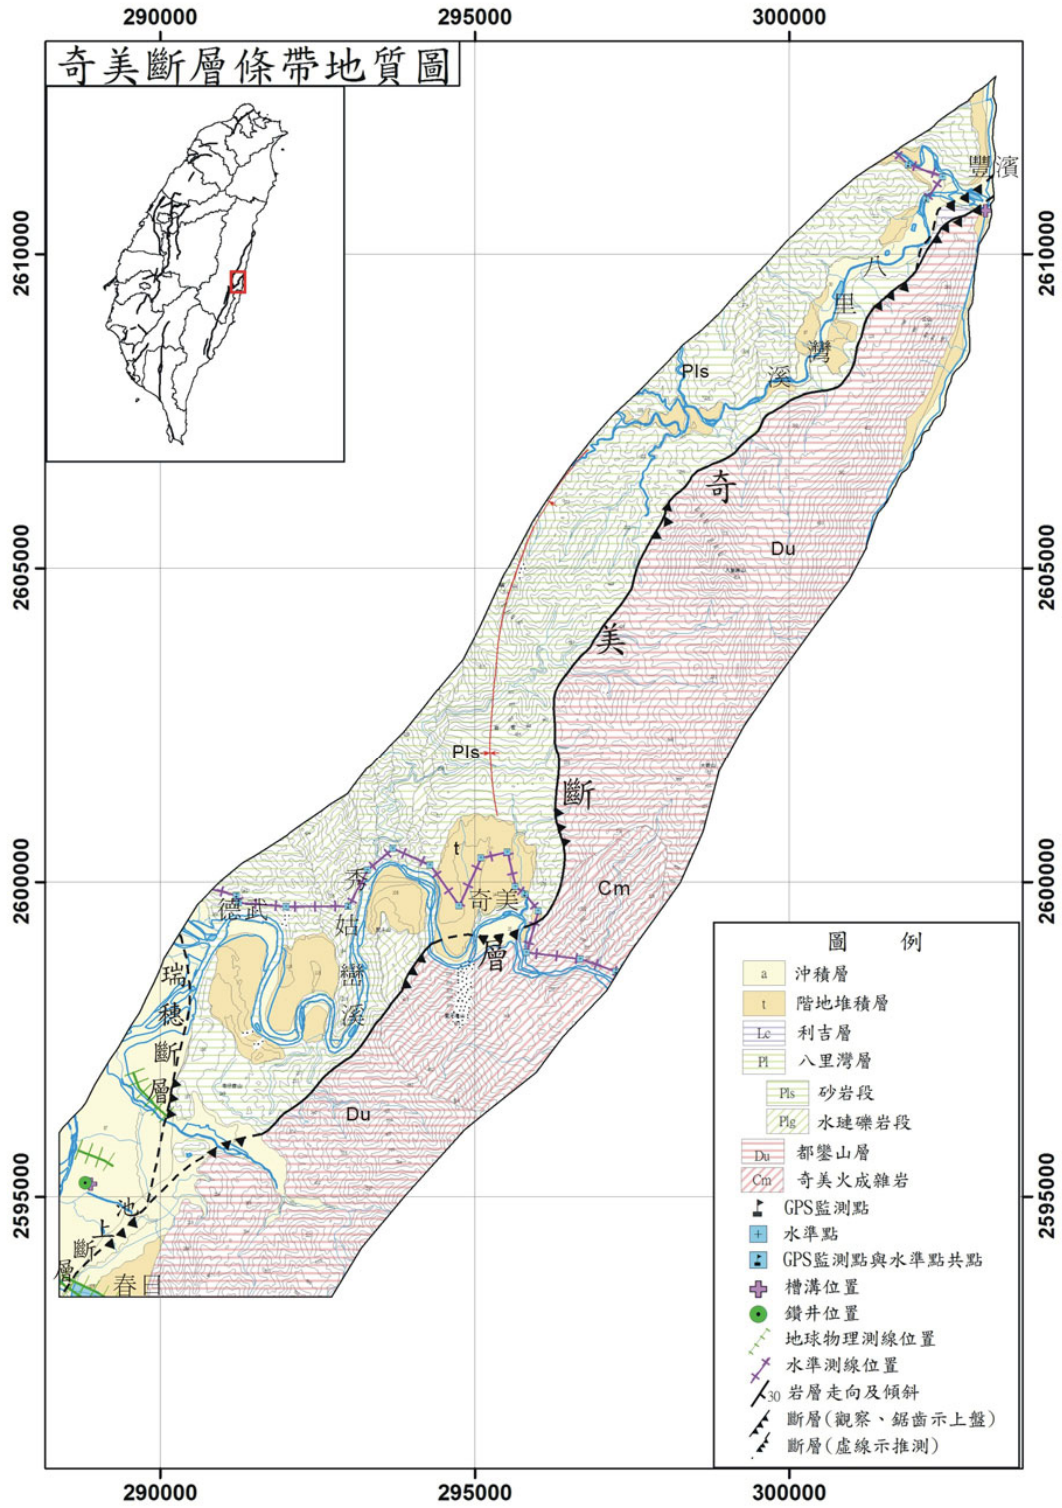 290000 295000 300000
奇美斷層條帶地質圖
豐濱
2610000 2610000
八
里
灣
溪
Pls
奇
Du
2605000 2605000
美
Pls
斷
t
2600000 2600000
秀
姑
巒
溪
奇美
Cm
德武
層
瑞
穗
斷
層
Du
2595000 2595000
池
上
斷
層
春日
圖 例
a 沖積層
t 階地堆積層
Lc 利吉層
Pl 八里灣層
Pls 砂岩段
Plg 水璉礫岩段
Du 都鑾山層
Cm 奇美火成雜岩
GPS監測點
水準點
GPS監測點與水準點共點
槽溝位置
鑽井位置
地球物理測線位置
水準測線位置
30 岩層走向及傾斜
斷層(觀察、鋸齒示上盤)
斷層(虛線示推測)
290000 295000 300000